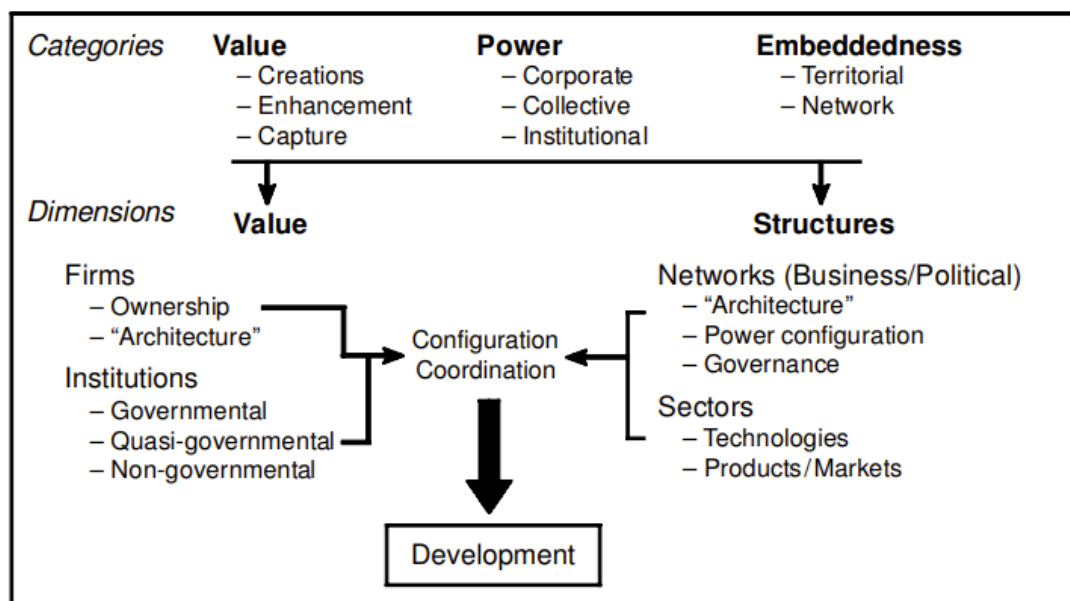 Categories
Value
– Creations
– Enhancement
– Capture
Power
– Corporate
– Collective
– Institutional
Embeddedness
– Territorial
– Network
Dimensions
Value
Structures
Firms
– Ownership
– “Architecture”
Institutions
– Governmental
– Quasi-governmental
– Non-governmental
Configuration
Coordination
Networks (Business/Political)
– “Architecture”
– Power configuration
– Governance
Sectors
– Technologies
– Products/Markets
Development